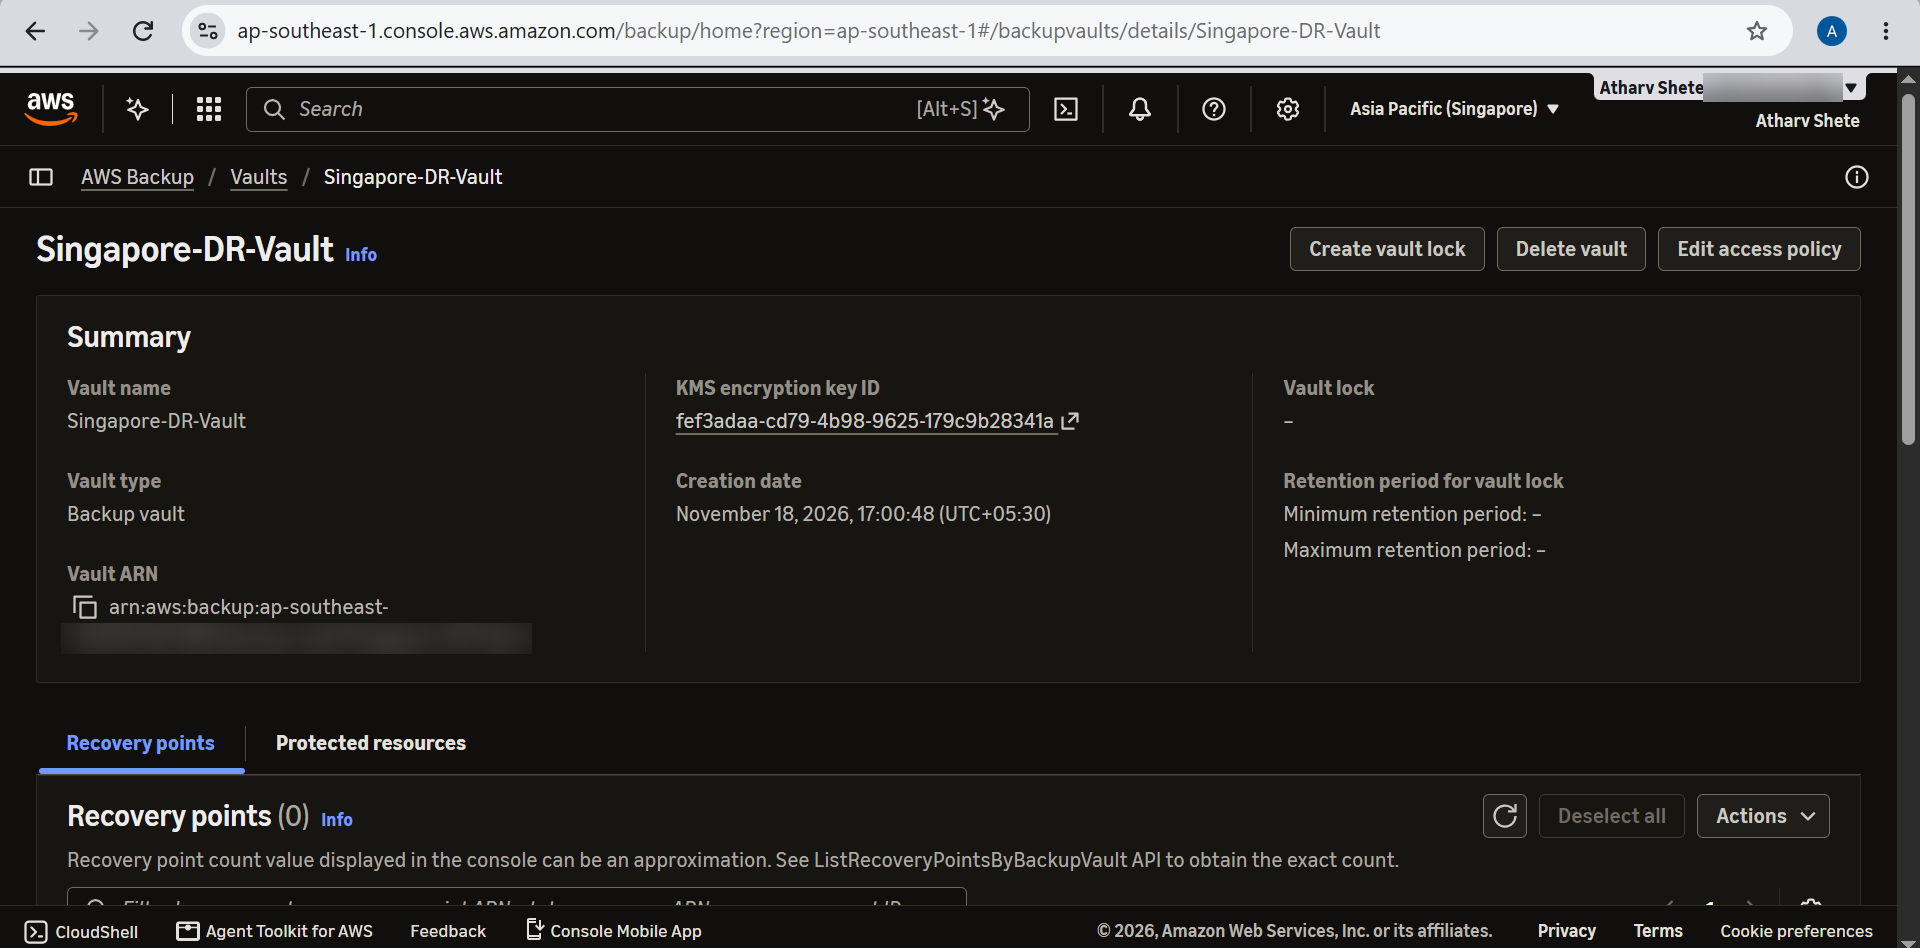 ap-southeast-1.console.aws.amazon.com/backup/home?region=ap-southeast-1#/backupvaults/details/Singapore-DR-Vault
A
aws
Search
[Alt+S]
Asia Pacific (Singapore)
Atharv Shete
Atharv Shete
AWS Backup / Vaults / Singapore-DR-Vault
Singapore-DR-Vault Info
Create vault lock
Delete vault
Edit access policy
Summary
Vault name
Singapore-DR-Vault
Vault type
Backup vault
Vault ARN
arn:aws:backup:ap-southeast-
KMS encryption key ID
fef3adaa-cd79-4b98-9625-179c9b28341a
Creation date
November 18, 2026, 17:00:48 (UTC+05:30)
Vault lock
–
Retention period for vault lock
Minimum retention period: –
Maximum retention period: –
Recovery points
Protected resources
Recovery points (0) Info
Deselect all
Actions
Recovery point count value displayed in the console can be an approximation. See ListRecoveryPointsByBackupVault API to obtain the exact count.
CloudShell
Agent Toolkit for AWS
Feedback
Console Mobile App
© 2026, Amazon Web Services, Inc. or its affiliates.
Privacy
Terms
Cookie preferences